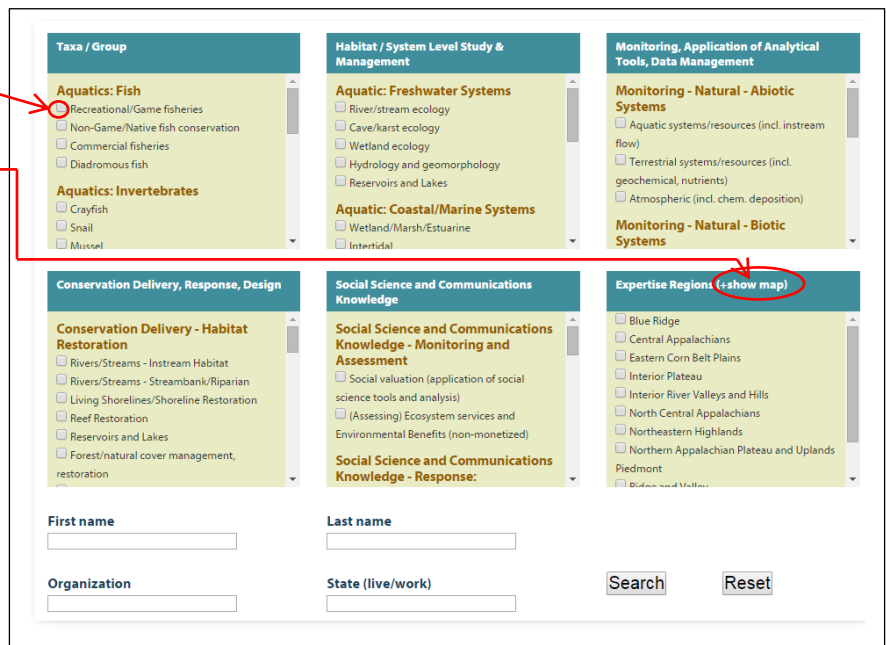 Taxa / Group
Aquatics: Fish
Recreational/Game fisheries
Non-Game/Native fish conservation
Commercial fisheries
Diadromous fish
Aquatics: Invertebrates
Crayfish
Snail
Mussel
Habitat / System Level Study &
Management
Aquatic: Freshwater Systems
River/stream ecology
Cave/karst ecology
Wetland ecology
Hydrology and geomorphology
Reservoirs and Lakes
Aquatic: Coastal/Marine Systems
Wetland/Marsh/Estuarine
Intertidal
Monitoring, Application of Analytical
Tools, Data Management
Monitoring - Natural - Abiotic
Systems
Aquatic systems/resources (incl. instream
flow)
Terrestrial systems/resources (incl.
geochemical, nutrients)
Atmospheric (incl. chem. deposition)
Monitoring - Natural - Biotic
Systems
Conservation Delivery, Response, Design
Conservation Delivery - Habitat
Restoration
Rivers/Streams - Instream Habitat
Rivers/Streams - Streambank/Riparian
Living Shorelines/Shoreline Restoration
Reef Restoration
Reservoirs and Lakes
Forest/natural cover management,
restoration
Social Science and Communications
Knowledge
Social Science and Communications
Knowledge - Monitoring and
Assessment
Social valuation (application of social
science tools and analysis)
(Assessing) Ecosystem services and
Environmental Benefits (non-monetized)
Social Science and Communications
Knowledge - Response:
Expertise Regions (+show map)
Blue Ridge
Central Appalachians
Eastern Corn Belt Plains
Interior Plateau
Interior River Valleys and Hills
North Central Appalachians
Northeastern Highlands
Northern Appalachian Plateau and Uplands
Piedmont
Ridge and Valley
First name
Last name
Organization
State (live/work)
Search
Reset